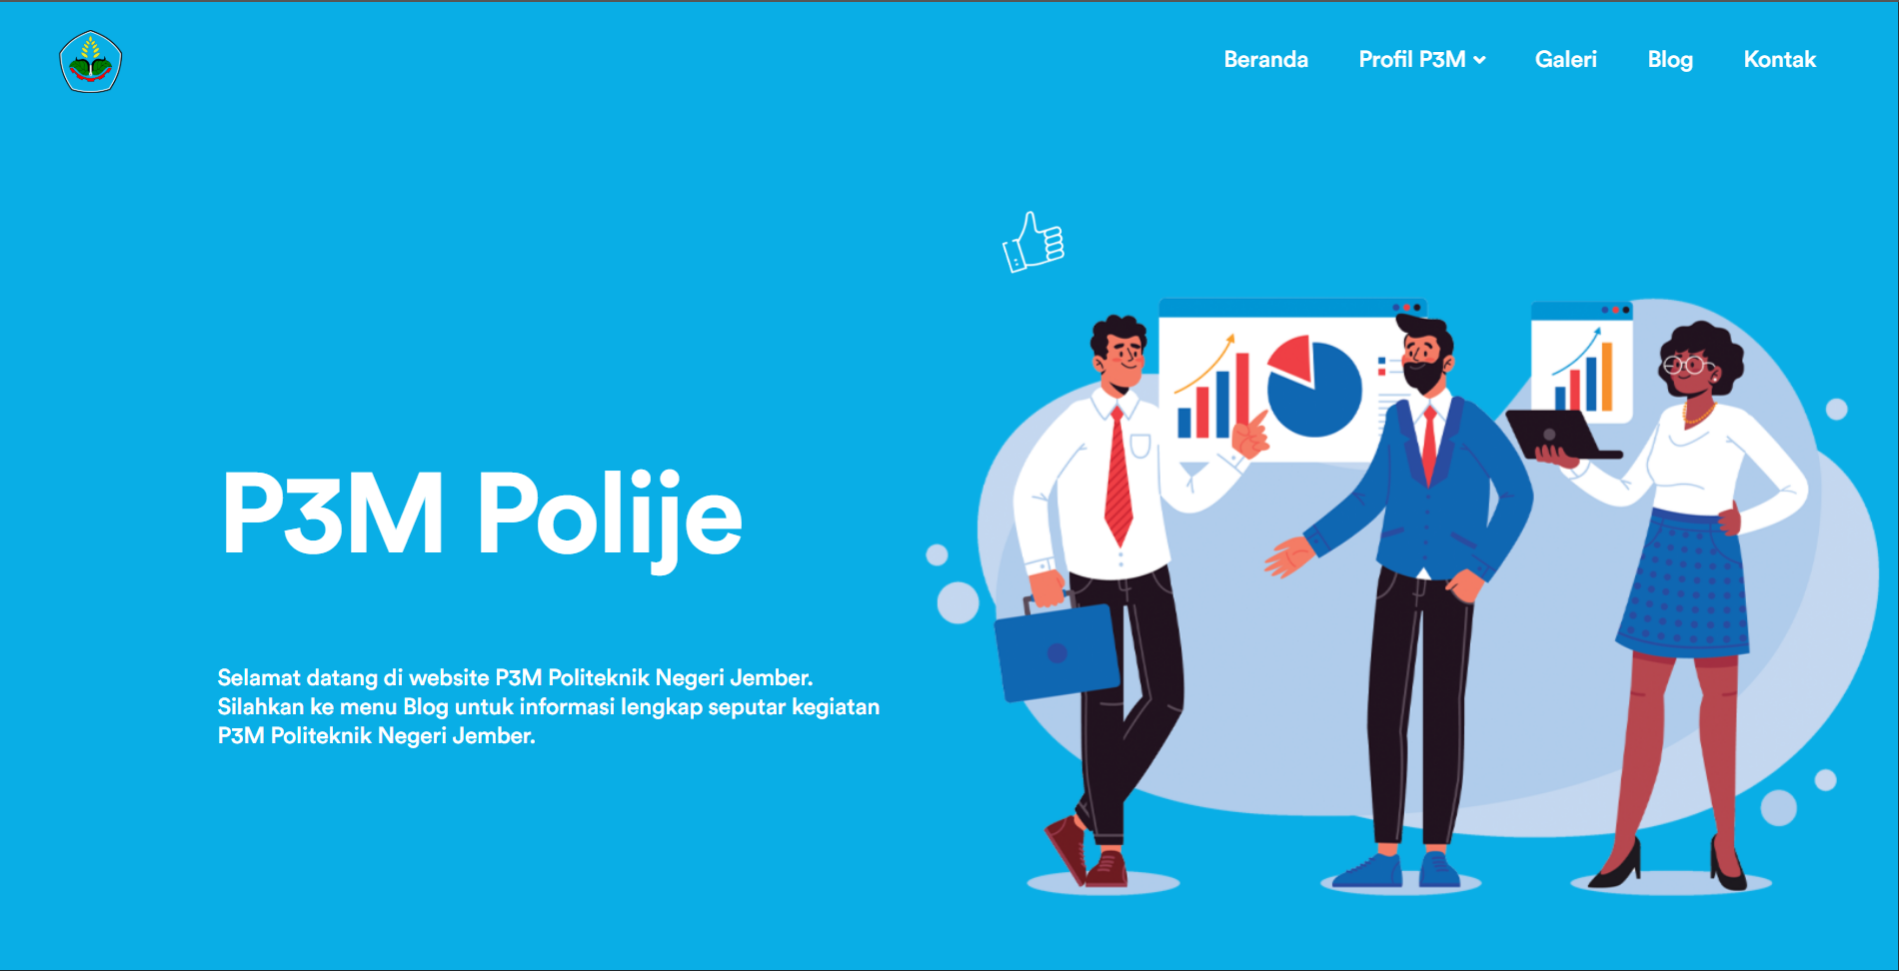 Beranda
Profil P3M
Galeri
Blog
Kontak
P3M Polije
Selamat datang di website P3M Politeknik Negeri Jember.
Silahkan ke menu Blog untuk informasi lengkap seputar kegiatan
P3M Politeknik Negeri Jember.